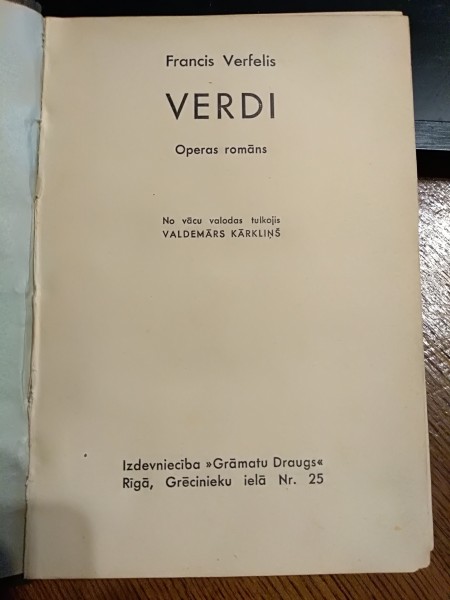 Francis Verfelis
VERDI
Operas romāns
No vācu valodas tulkojis
VALDEMĀRS KĀRKLIŅŠ
Izdevniecība »Grāmatu Draugs«
Rīgā, Grēcinieku ielā Nr. 25